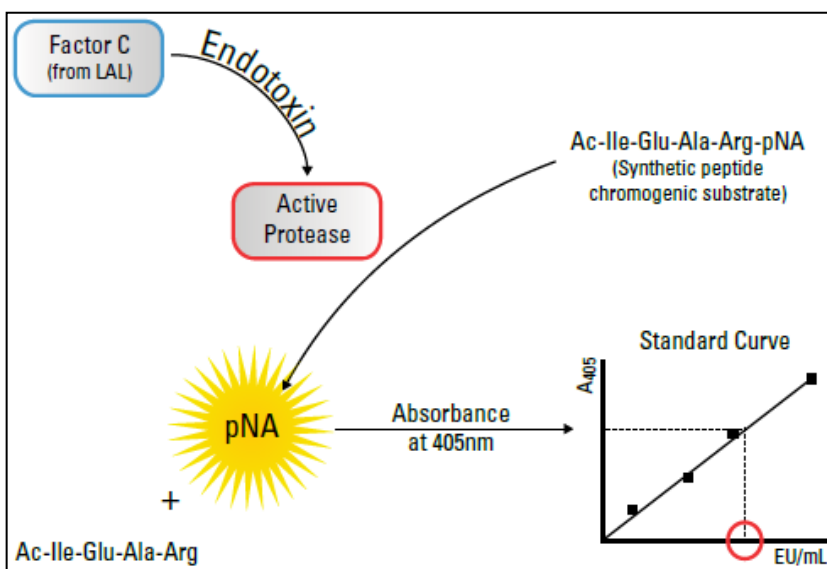 Factor C
(from LAL)
Endotoxin
Active
Protease
Ac-Ile-Glu-Ala-Arg-pNA
(Synthetic peptide
chromogenic substrate)
pNA
+
Ac-Ile-Glu-Ala-Arg
Absorbance
at 405nm
Standard Curve
A405
EU/mL